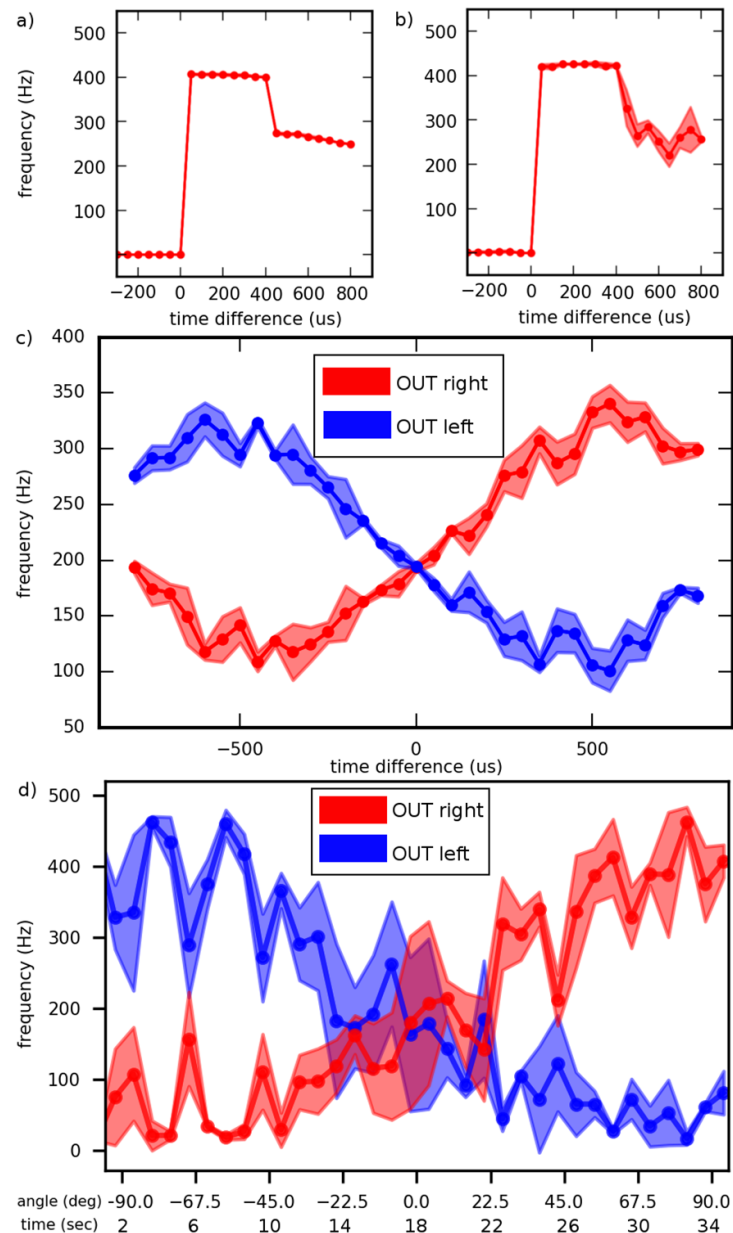 a)
500
400
300
200
100
frequency (Hz)
−200 0 200 400 600 800
time difference (us)
b)
500
400
300
200
100
−200 0 200 400 600 800
time difference (us)
c)
400
350
300
250
200
150
100
50
frequency (Hz)
OUT right
OUT left
−500 0 500
time difference (us)
d)
500
400
300
200
100
0
frequency (Hz)
OUT right
OUT left
angle (deg) −90.0 −67.5 −45.0 −22.5 0.0 22.5 45.0 67.5 90.0
time (sec) 2 6 10 14 18 22 26 30 34